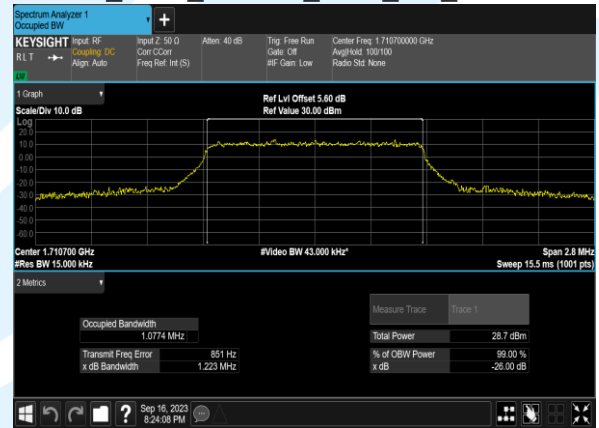 Spectrum Analyzer 1
Occupied BW
KEYSIGHT Input: RF Input Z: 50 Ω Atten: 40 dB Trig: Free Run Center Freq: 1.710700000 GHz
RLT Coupling: DC Corr CCorr Gate: Off Avg|Hold: 100/100
Align: Auto Freq Ref: Int (S) #IF Gain: Low Radio Std: None
LW
1 Graph
Ref Lvl Offset 5.60 dB
Scale/Div 10.0 dB Ref Value 30.00 dBm
Log
20.0
10.0
0.00
-10.0
-20.0
-30.0
-40.0
-50.0
-60.0
Center 1.710700 GHz #Video BW 43.000 kHz* Span 2.8 MHz
#Res BW 15.000 kHz Sweep 15.5 ms (1001 pts)
2 Metrics
Measure Trace Trace 1
Occupied Bandwidth
1.0774 MHz
Total Power 28.7 dBm
Transmit Freq Error 851 Hz % of OBW Power 99.00 %
x dB Bandwidth 1.223 MHz x dB -26.00 dB
Sep 16, 2023
8:24:08 PM